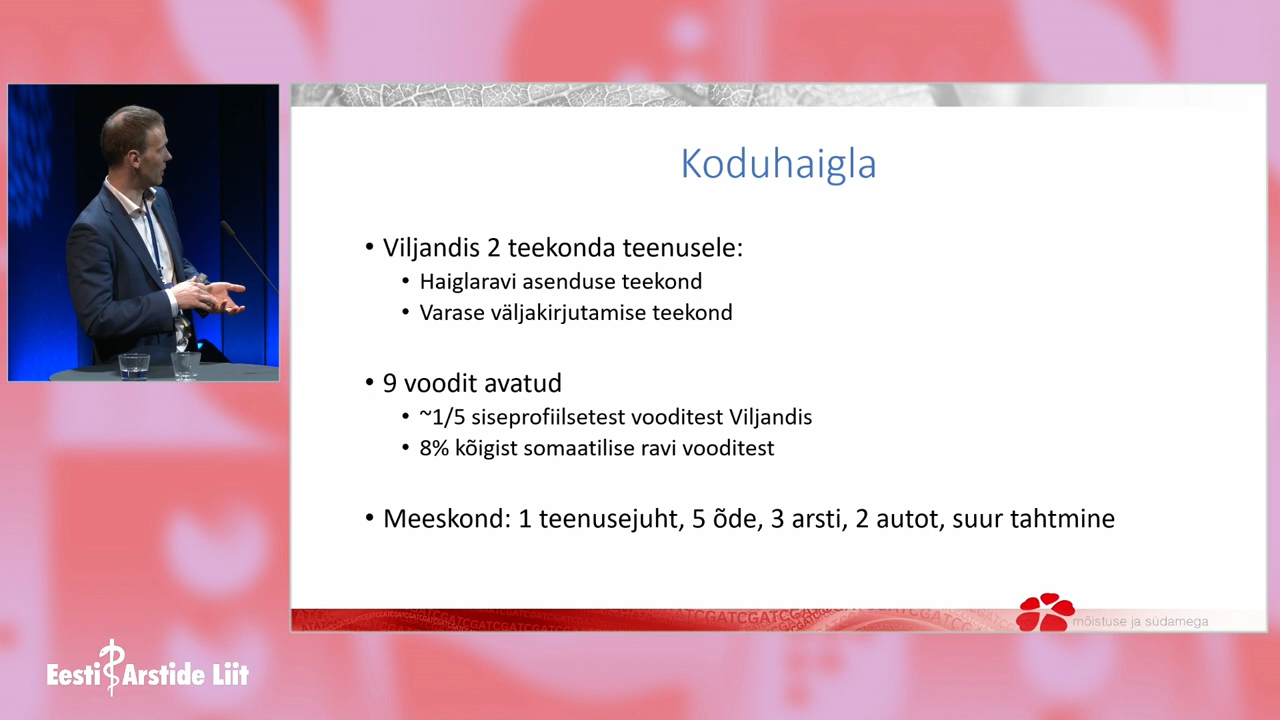 Koduhaigla
• Viljandis 2 teekonda teenusele:
• Haiglaravi asenduse teekond
• Varase väljakirjutamise teekond
• 9 voodit avatud
• ~1/5 siseprofiilsetest vooditest Viljandis
• 8% kõigist somaatilise ravi vooditest
• Meeskond: 1 teenusejuht, 5 õde, 3 arsti, 2 autot, suur tahtmine
mõistuse ja südamega
Eesti Arstide Liit